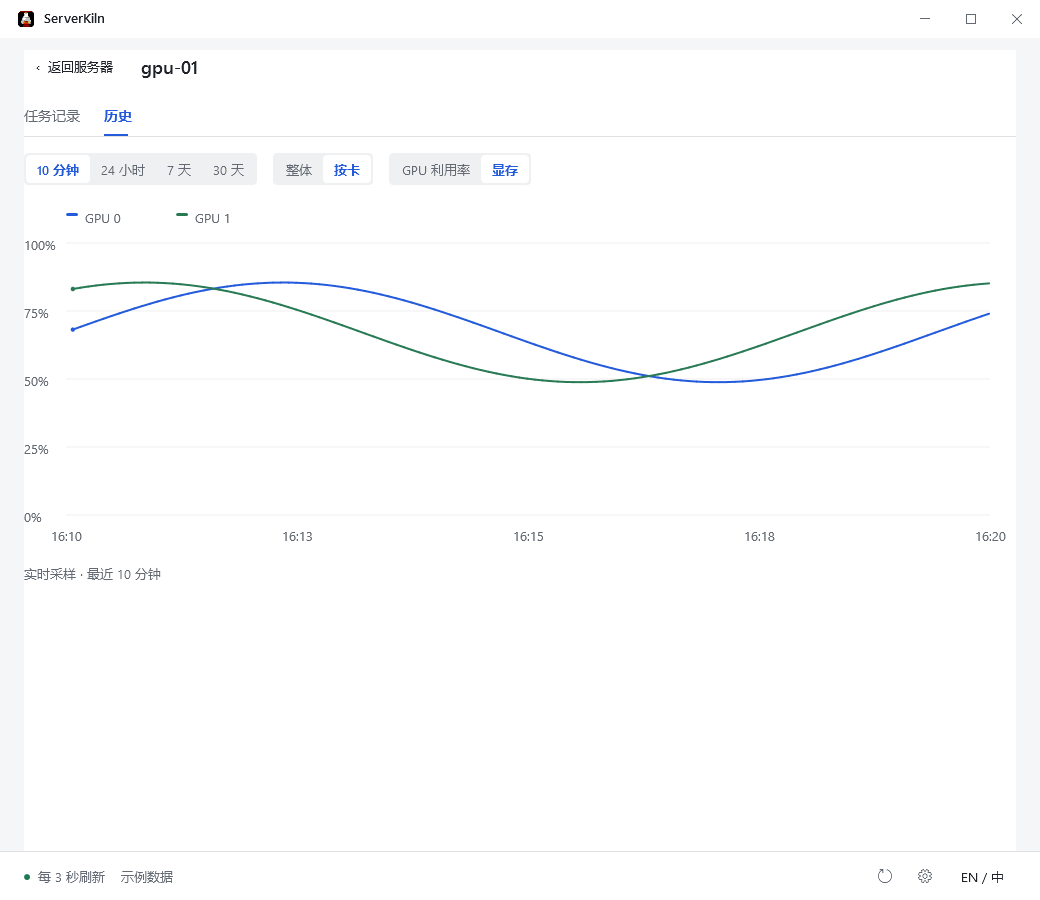 ServerKiln
‹ 返回服务器 gpu-01
任务记录 历史
10 分钟 24 小时 7 天 30 天 整体 按卡 GPU 利用率 显存
GPU 0 GPU 1
100%
75%
50%
25%
0%
16:10 16:13 16:15 16:18 16:20
实时采样 · 最近 10 分钟
每 3 秒刷新 示例数据 EN / 中